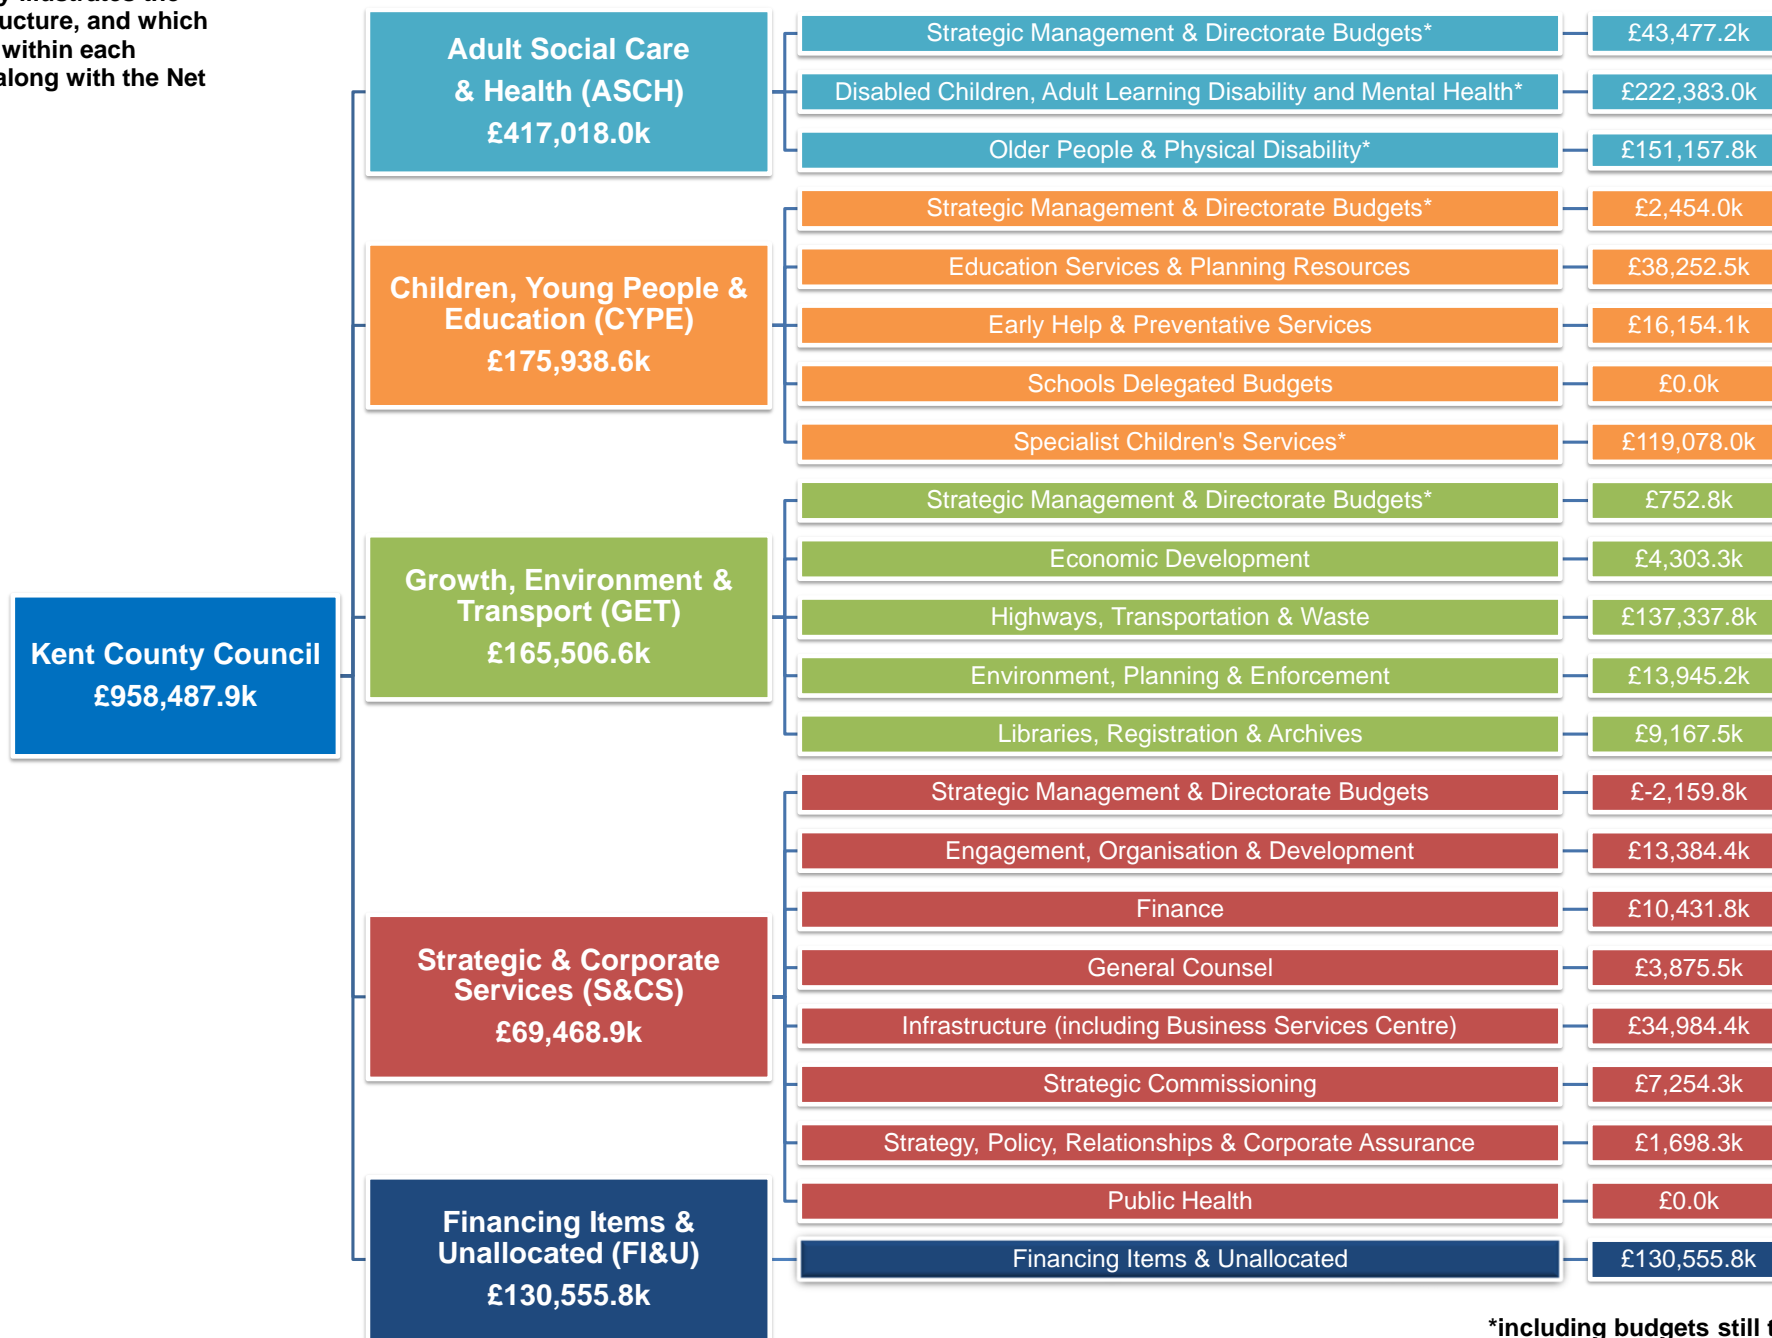 illustrates the
ucture, and which
within each
along with the Net
Kent County Council
£958,487.9k
Adult Social Care
& Health (ASCH)
£417,018.0k
Strategic Management & Directorate Budgets*
£43,477.2k
Disabled Children, Adult Learning Disability and Mental Health*
£222,383.0k
Older People & Physical Disability*
£151,157.8k
Children, Young People &
Education (CYPE)
£175,938.6k
Strategic Management & Directorate Budgets*
£2,454.0k
Education Services & Planning Resources
£38,252.5k
Early Help & Preventative Services
£16,154.1k
Schools Delegated Budgets
£0.0k
Specialist Children's Services*
£119,078.0k
Growth, Environment &
Transport (GET)
£165,506.6k
Strategic Management & Directorate Budgets*
£752.8k
Economic Development
£4,303.3k
Highways, Transportation & Waste
£137,337.8k
Environment, Planning & Enforcement
£13,945.2k
Libraries, Registration & Archives
£9,167.5k
Strategic & Corporate
Services (S&CS)
£69,468.9k
Strategic Management & Directorate Budgets
£-2,159.8k
Engagement, Organisation & Development
£13,384.4k
Finance
£10,431.8k
General Counsel
£3,875.5k
Infrastructure (including Business Services Centre)
£34,984.4k
Strategic Commissioning
£7,254.3k
Strategy, Policy, Relationships & Corporate Assurance
£1,698.3k
Public Health
£0.0k
Financing Items &
Unallocated (FI&U)
£130,555.8k
Financing Items & Unallocated
£130,555.8k
*including budgets still t